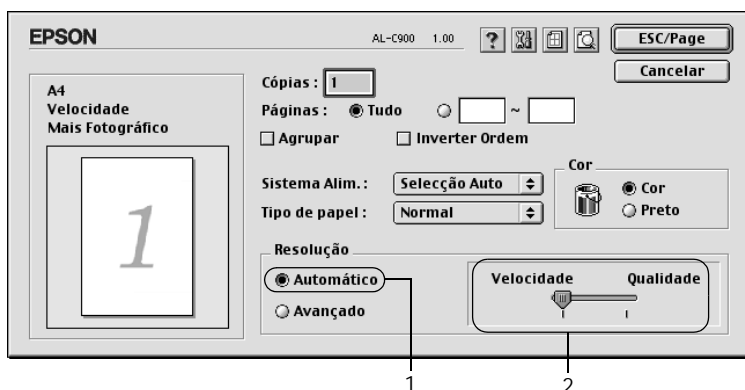 EPSON
AL-C900 1.00
ESC/Page
Cancelar
A4
Velocidade
Mais Fotográfico
1
Cópias : 1
Páginas : Tudo ~
Agrupar Inverter Ordem
Sistema Alim. : Selecção Auto
Tipo de papel : Normal
Cor
Cor
Preto
Resolução
Automático
Avançado
Velocidade Qualidade
1 2